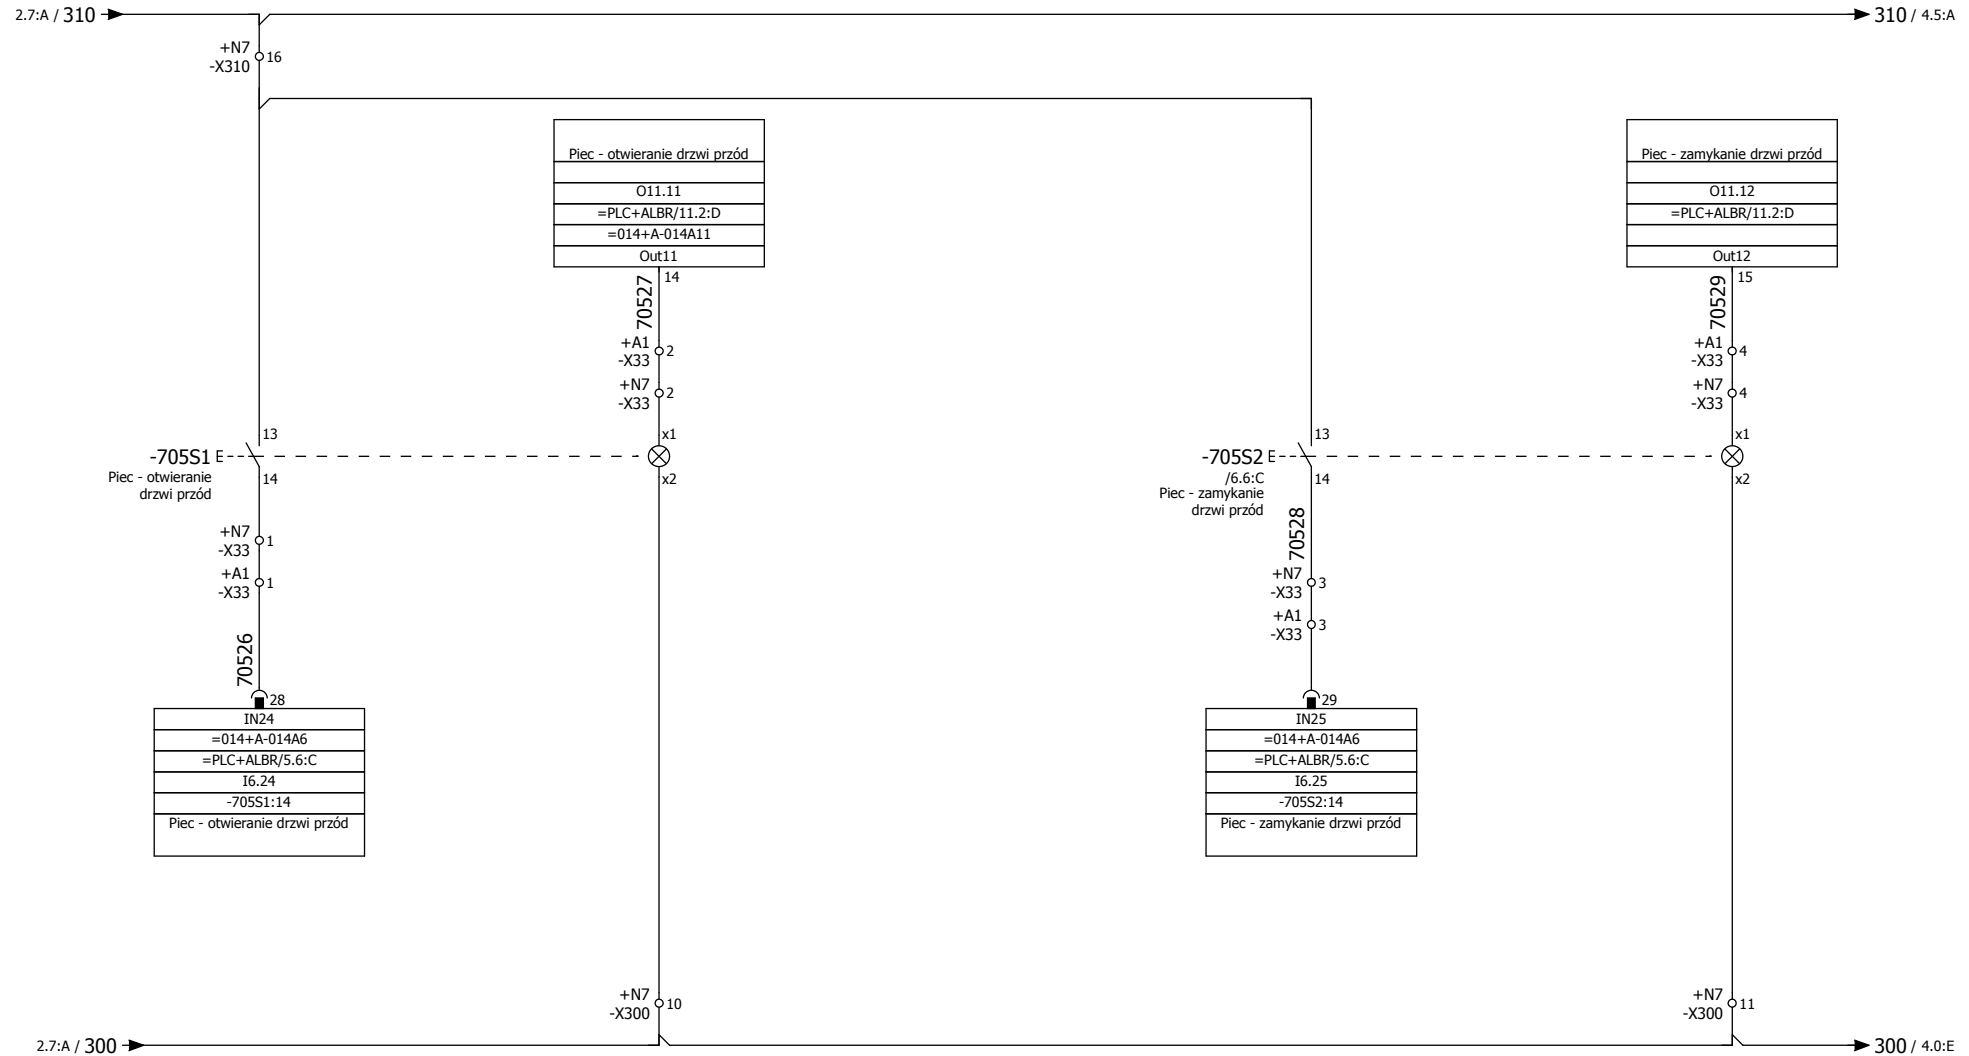 2.7:A / 310
310 / 4.5:A
+N7
-X310
16
Piec - otwieranie drzwi przód
O11.11
=PLC+ALBR/11.2:D
=014+A-014A11
Out11
14
70527
+A1
-X33
2
+N7
-X33
2
x1
x2
Piec - zamykanie drzwi przód
O11.12
=PLC+ALBR/11.2:D
Out12
15
70529
+A1
-X33
4
+N7
-X33
4
x1
x2
-705S1
Piec - otwieranie
drzwi przód
13
14
+N7
-X33
1
+A1
-X33
1
70526
28
IN24
=014+A-014A6
=PLC+ALBR/5.6:C
I6.24
-705S1:14
Piec - otwieranie drzwi przód
-705S2
/6.6:C
Piec - zamykanie
drzwi przód
13
14
70528
+N7
-X33
3
+A1
-X33
3
29
IN25
=014+A-014A6
=PLC+ALBR/5.6:C
I6.25
-705S2:14
Piec - zamykanie drzwi przód
+N7
-X300
10
+N7
-X300
11
2.7:A / 300
300 / 4.0:E